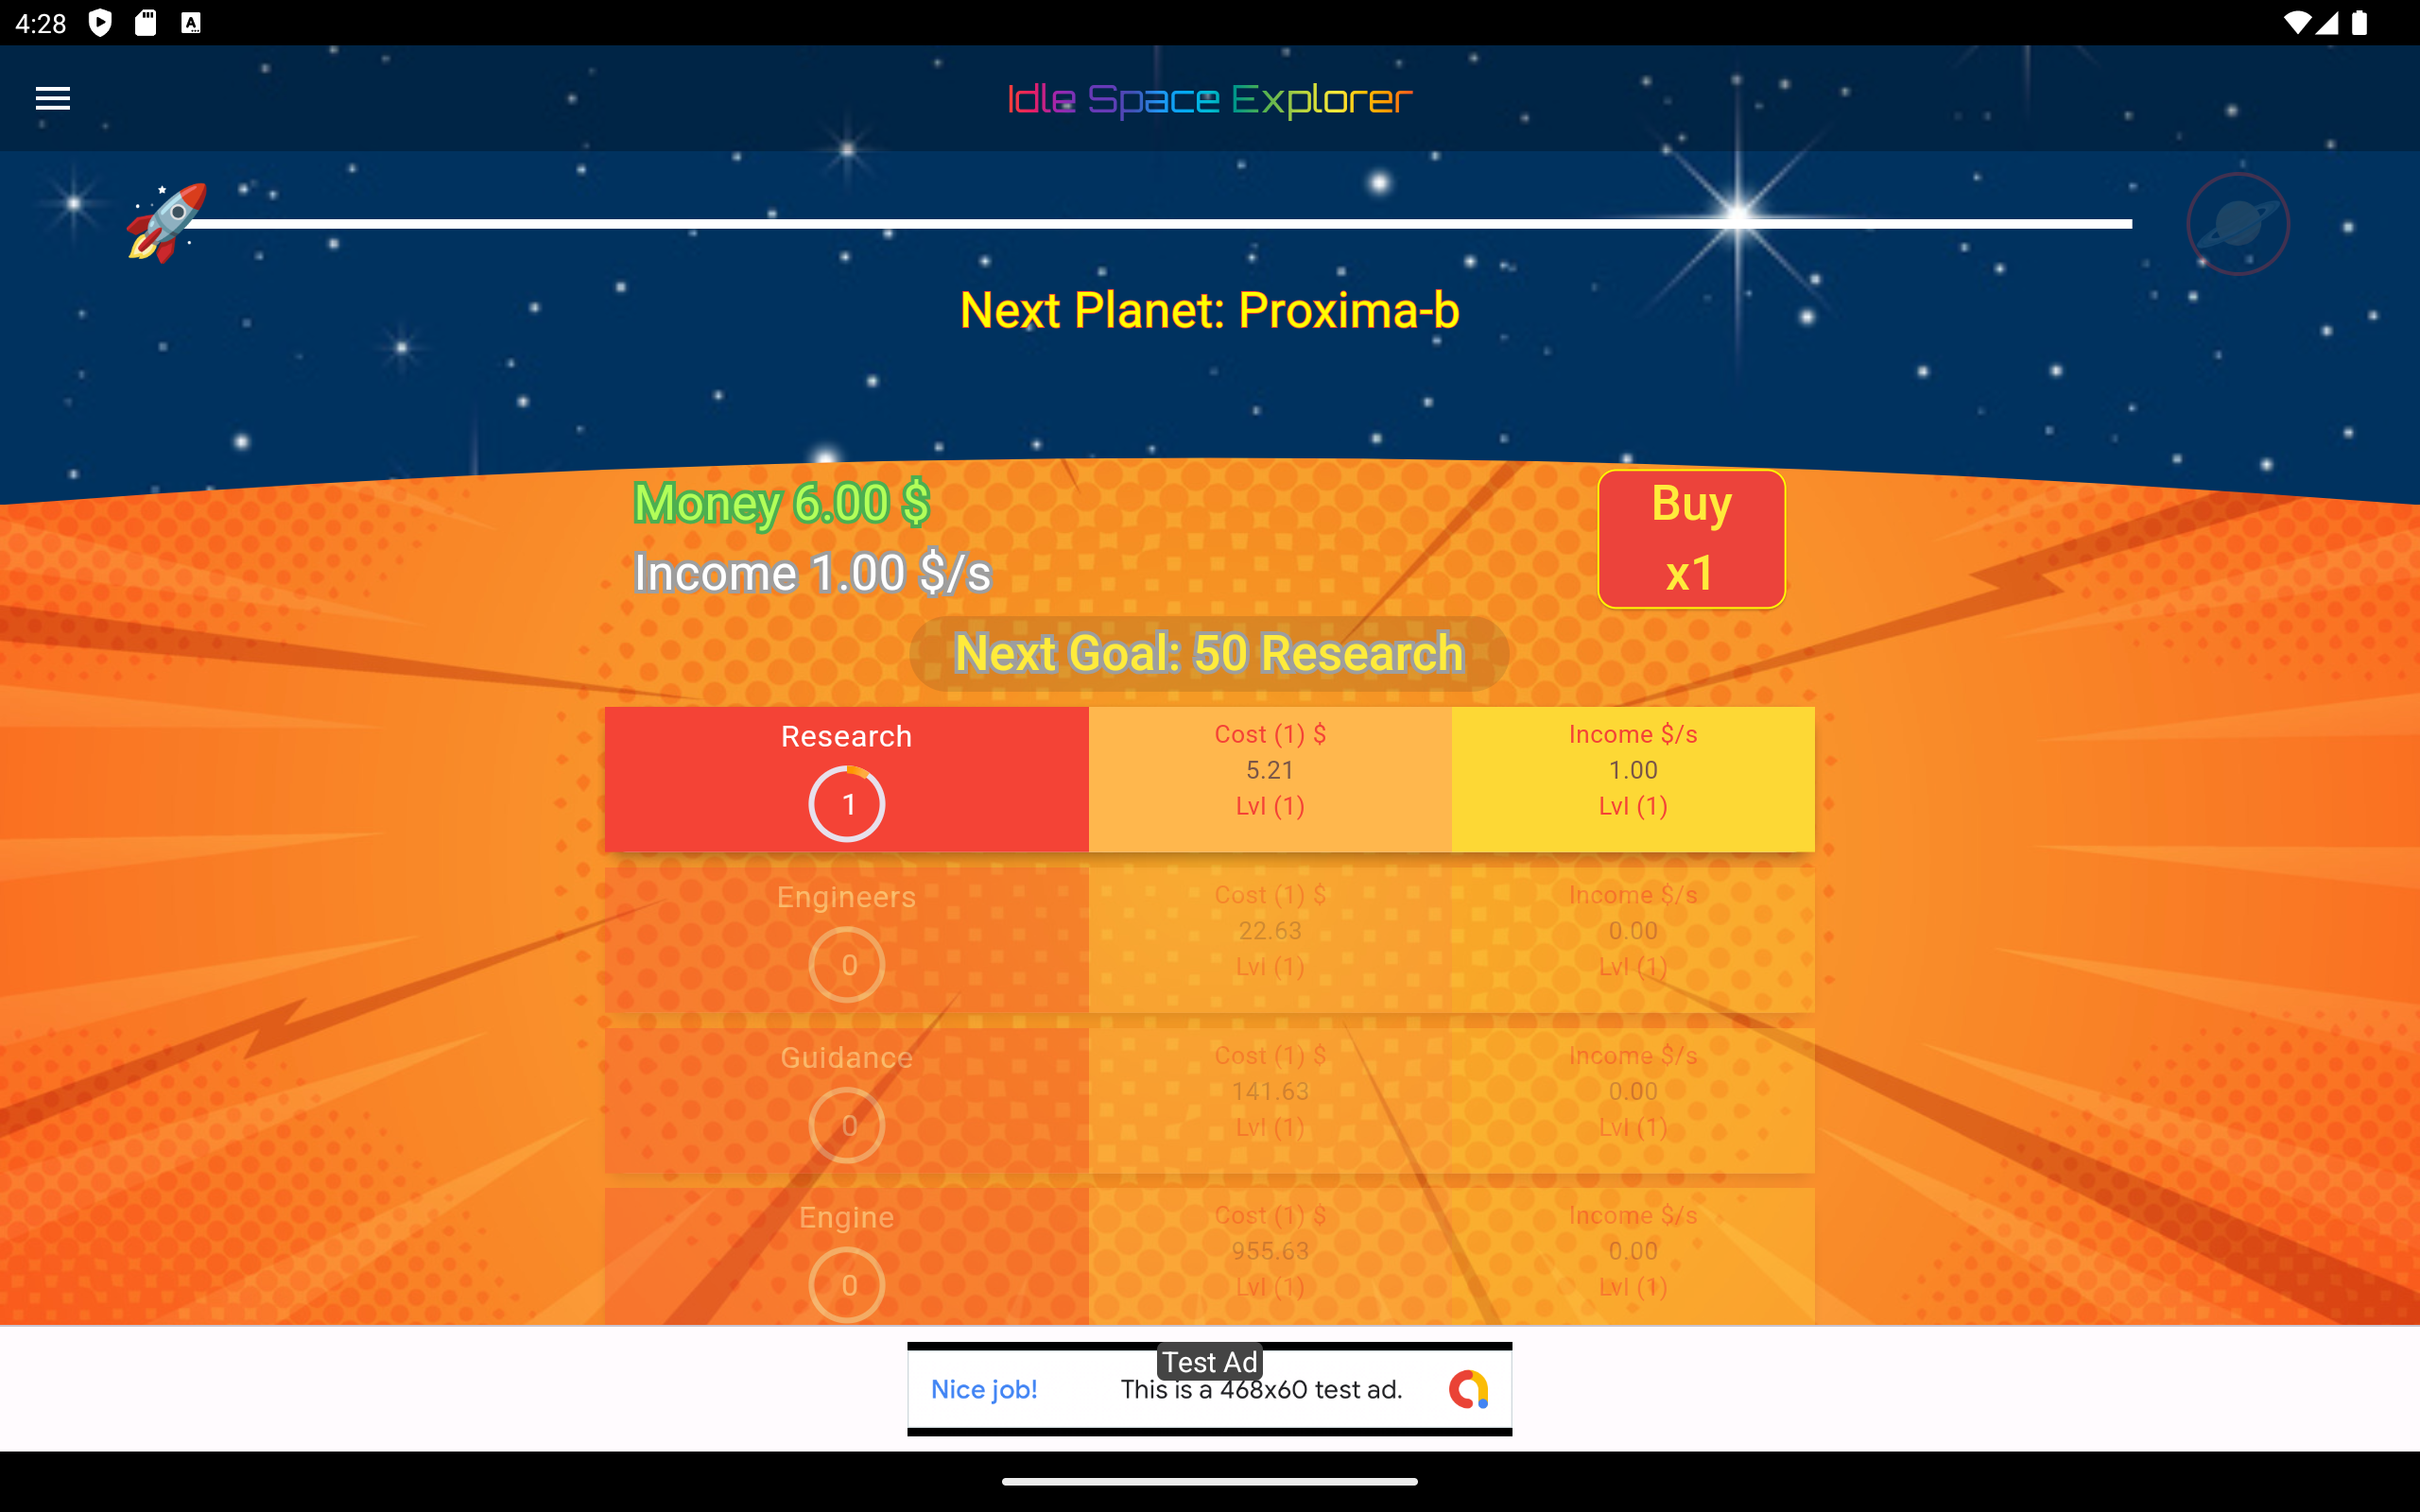 4:28
Idle Space Explorer
Next Planet: Proxima-b
Money 6.00 $
Income 1.00 $/s
Buy
x1
Next Goal: 50 Research
Research
1
Cost (1) $
5.21
Lvl (1)
Income $/s
1.00
Lvl (1)
Engineers
0
Cost (1) $
22.63
Lvl (1)
Income $/s
0.00
Lvl (1)
Guidance
0
Cost (1) $
141.63
Lvl (1)
Income $/s
0.00
Lvl (1)
Engine
0
Cost (1) $
955.63
Lvl (1)
Income $/s
0.00
Lvl (1)
Test Ad
Nice job!
This is a 468x60 test ad.